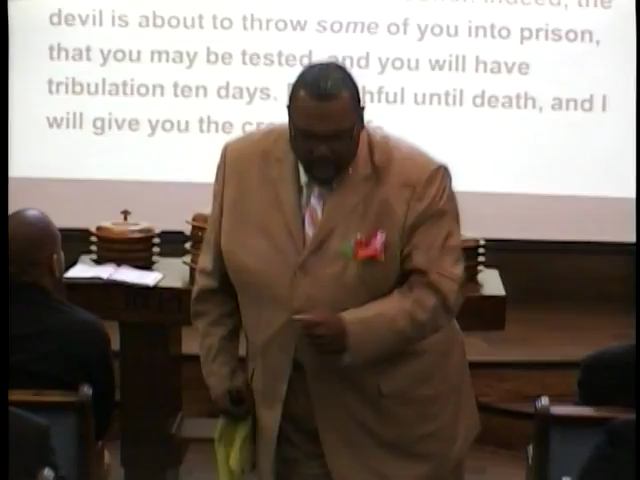 the
devil is about to throw some of you into prison,
that you may be tested, and you will have
tribulation ten days. hful until death, and I
will give you the